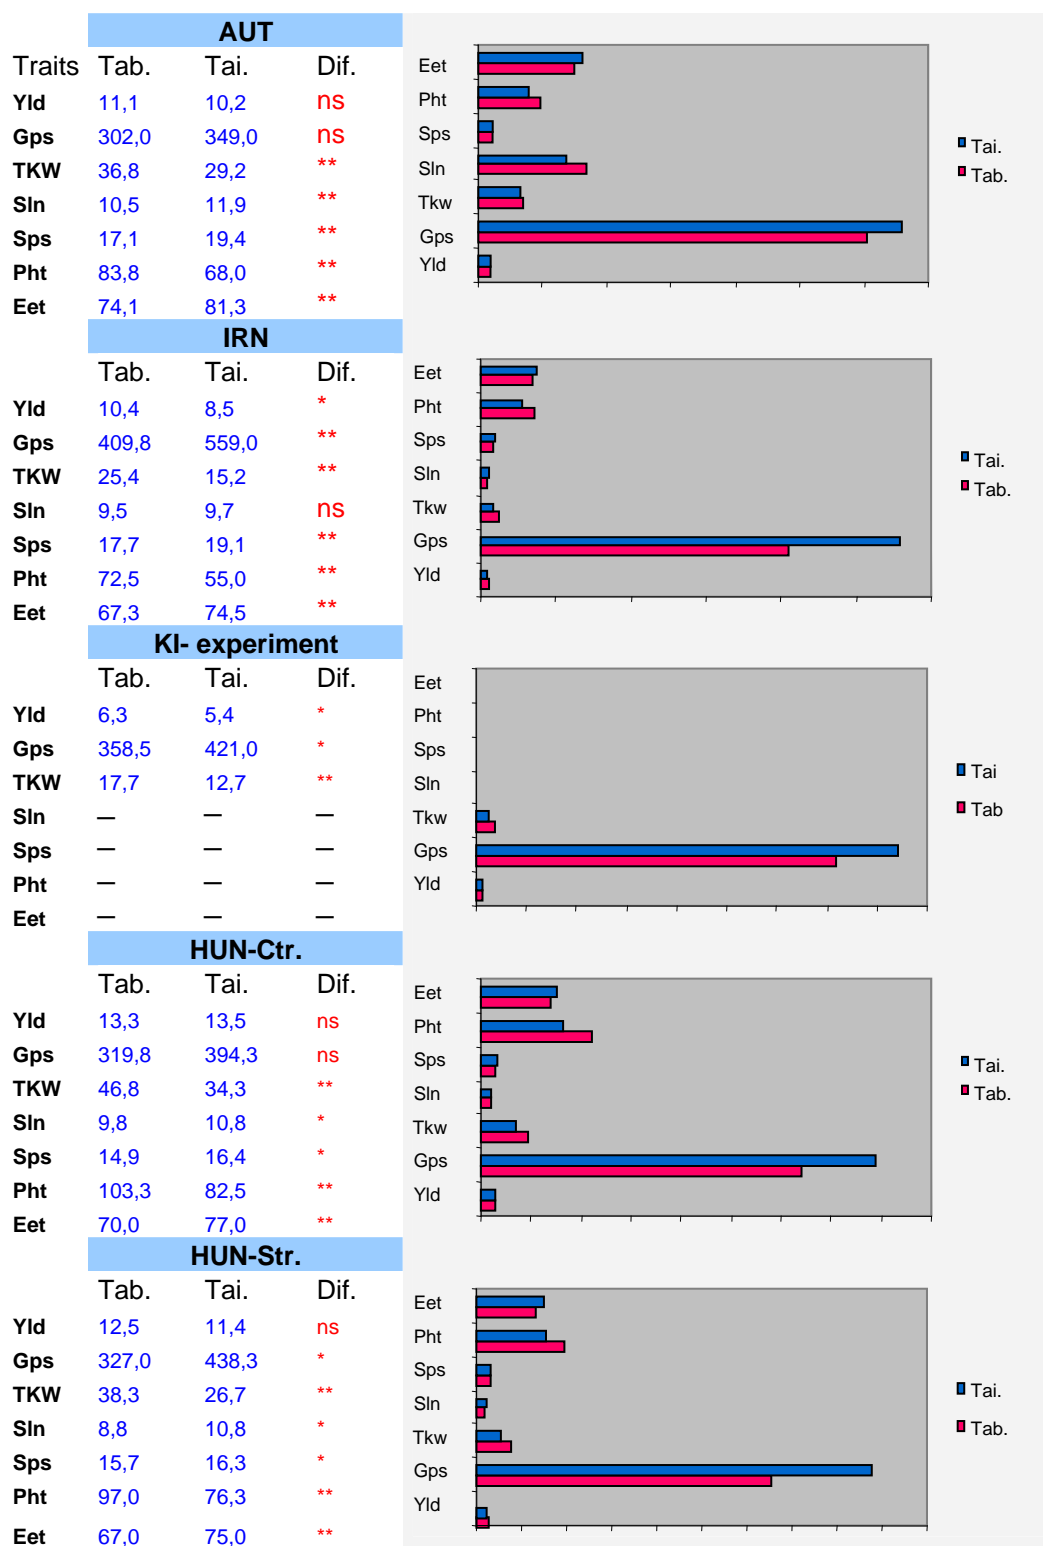 AUT
Traits Tab. Tai. Dif.
Yld 11,1 10,2 ns
Gps 302,0 349,0 ns
TKW 36,8 29,2 **
Sln 10,5 11,9 **
Sps 17,1 19,4 **
Pht 83,8 68,0 **
Eet 74,1 81,3 **
Eet
Pht
Sps
Sln
Tkw
Gps
Yld
Tai.
Tab.
IRN
Tab. Tai. Dif.
Yld 10,4 8,5 *
Gps 409,8 559,0 **
TKW 25,4 15,2 **
Sln 9,5 9,7 ns
Sps 17,7 19,1 **
Pht 72,5 55,0 **
Eet 67,3 74,5 **
Eet
Pht
Sps
Sln
Tkw
Gps
Yld
Tai.
Tab.
KI- experiment
Tab. Tai. Dif.
Yld 6,3 5,4 *
Gps 358,5 421,0 *
TKW 17,7 12,7 **
Sln — — —
Sps — — —
Pht — — —
Eet — — —
Eet
Pht
Sps
Sln
Tkw
Gps
Yld
Tai
Tab
HUN-Ctr.
Tab. Tai. Dif.
Yld 13,3 13,5 ns
Gps 319,8 394,3 ns
TKW 46,8 34,3 **
Sln 9,8 10,8 *
Sps 14,9 16,4 *
Pht 103,3 82,5 **
Eet 70,0 77,0 **
Eet
Pht
Sps
Sln
Tkw
Gps
Yld
Tai.
Tab.
HUN-Str.
Tab. Tai. Dif.
Yld 12,5 11,4 ns
Gps 327,0 438,3 *
TKW 38,3 26,7 **
Sln 8,8 10,8 *
Sps 15,7 16,3 *
Pht 97,0 76,3 **
Eet 67,0 75,0 **
Eet
Pht
Sps
Sln
Tkw
Gps
Yld
Tai.
Tab.